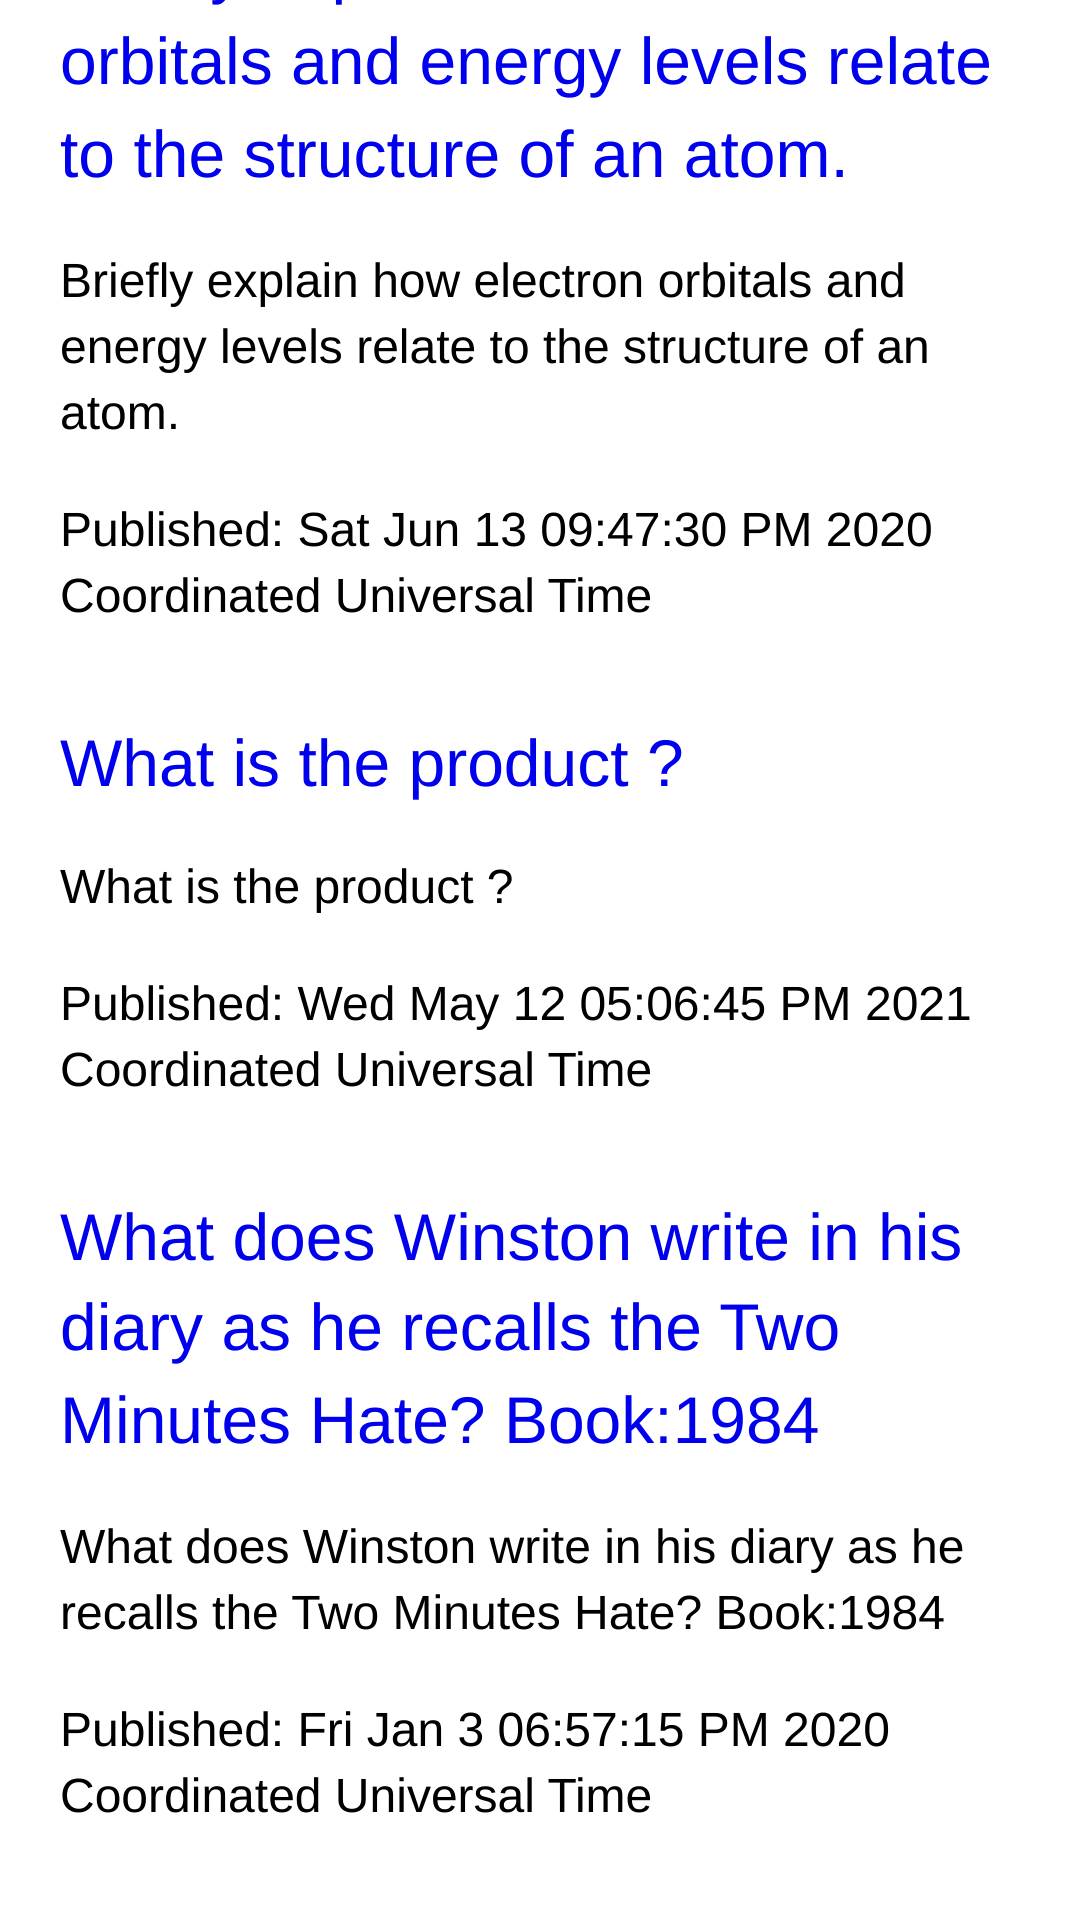 orbitals and energy levels relate
to the structure of an atom.
Briefly explain how electron orbitals and
energy levels relate to the structure of an
atom.
Published: Sat Jun 13 09:47:30 PM 2020
Coordinated Universal Time
What is the product ?
What is the product ?
Published: Wed May 12 05:06:45 PM 2021
Coordinated Universal Time
What does Winston write in his
diary as he recalls the Two
Minutes Hate? Book:1984
What does Winston write in his diary as he
recalls the Two Minutes Hate? Book:1984
Published: Fri Jan 3 06:57:15 PM 2020
Coordinated Universal Time